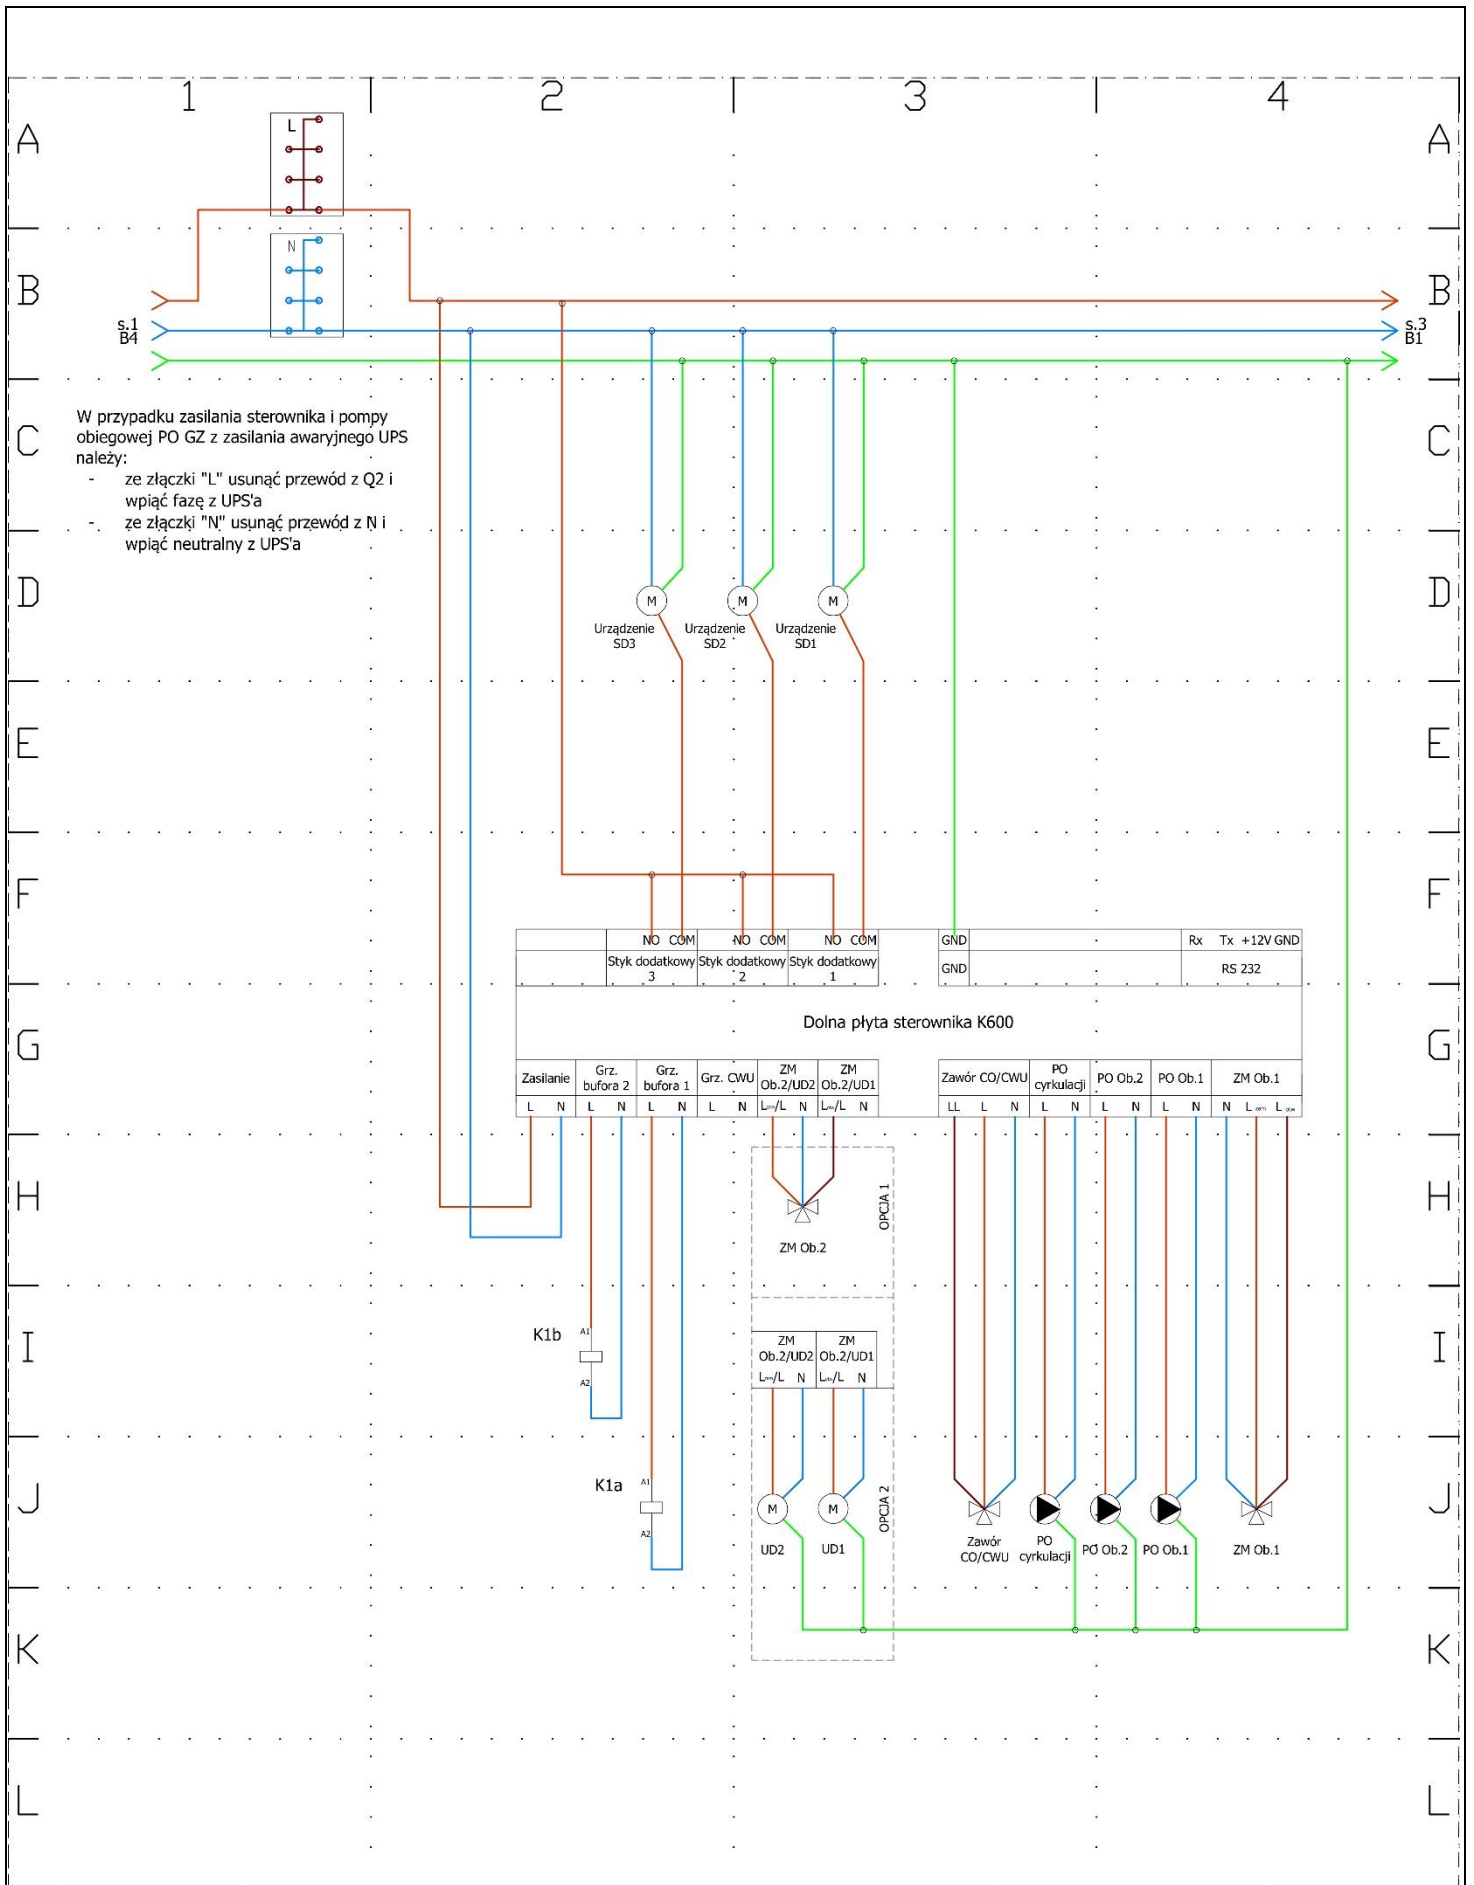 1 2 3 4
A A
L
N
B B
s.1
B4
s.3
B1
W przypadku zasilania sterownika i pompy
obiegowej PO GZ z zasilania awaryjnego UPS
należy:
- ze złączki "L" usunąć przewód z Q2 i
wpiąć fazę z UPS'a
- ze złączki "N" usunąć przewód z N i
wpiąć neutralny z UPS'a
C C
D D
M M M
Urządzenie
SD3
Urządzenie
SD2
Urządzenie
SD1
E E
F F
NO COM NO COM NO COM GND Rx Tx +12V GND
Styk dodatkowy
3
Styk dodatkowy
2
Styk dodatkowy
1
GND
RS 232
Dolna płyta sterownika K600
G G
Zasilanie
Grz.
bufora 2
Grz.
bufora 1
Grz. CWU
ZM
Ob.2/UD2
ZM
Ob.2/UD1
Zawór CO/CWU
PO
cyrkulacji
PO Ob.2
PO Ob.1
ZM Ob.1
L N L N L N L N L/L N L/L N LL L N L N L N L N N L zam L otw
H H
OPCJA 1
ZM Ob.2
I I
K1b
A1
A2
ZM
Ob.2/UD2
ZM
Ob.2/UD1
L/L N L/L N
J J
K1a
A1
A2
M M
UD2 UD1
OPCJA 2
Zawór
CO/CWU
PO
cyrkulacji
PO Ob.2
PO Ob.1
ZM Ob.1
K K
L L